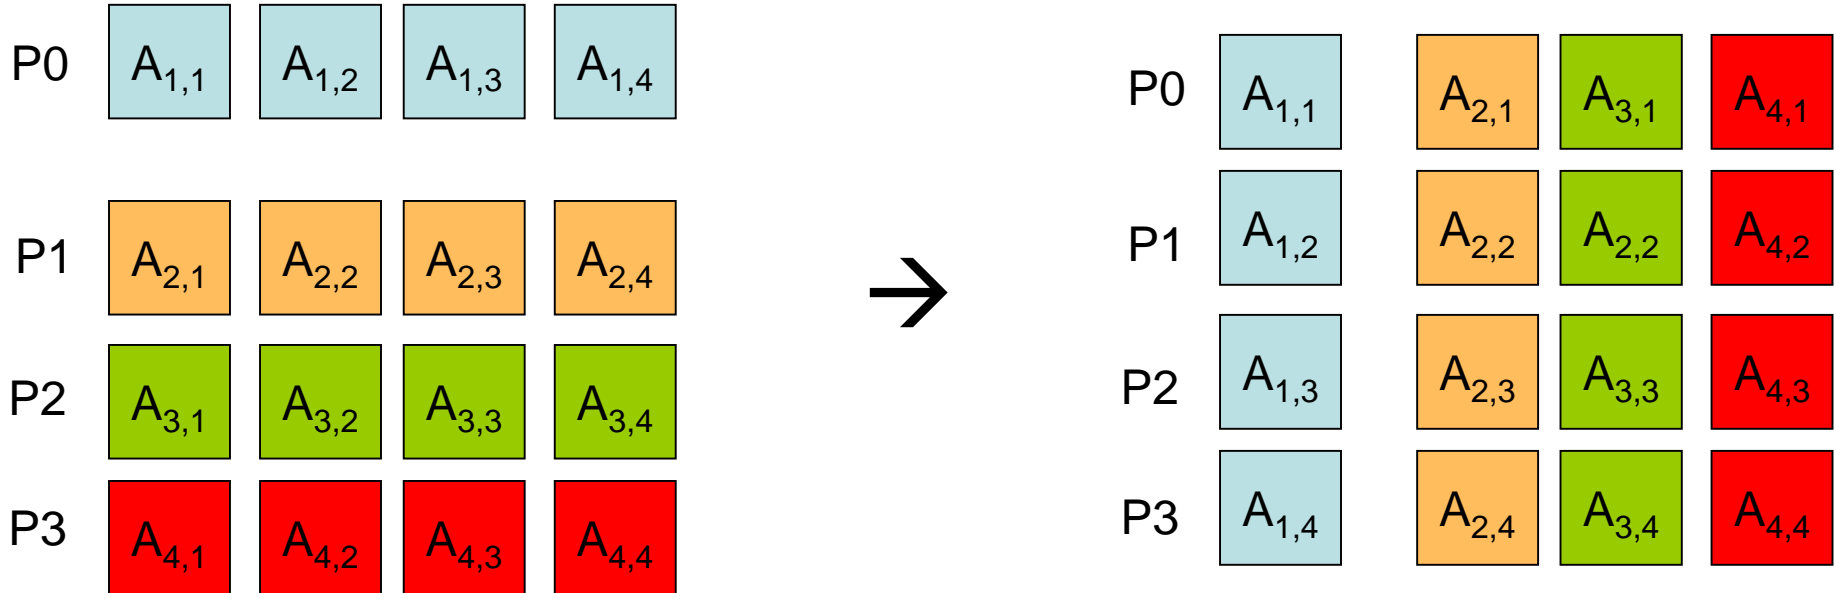 P0 A1,1 A1,2 A1,3 A1,4
P1 A2,1 A2,2 A2,3 A2,4
P2 A3,1 A3,2 A3,3 A3,4
P3 A4,1 A4,2 A4,3 A4,4
→
P0 A1,1 A2,1 A3,1 A4,1
P1 A1,2 A2,2 A2,2 A4,2
P2 A1,3 A2,3 A3,3 A4,3
P3 A1,4 A2,4 A3,4 A4,4